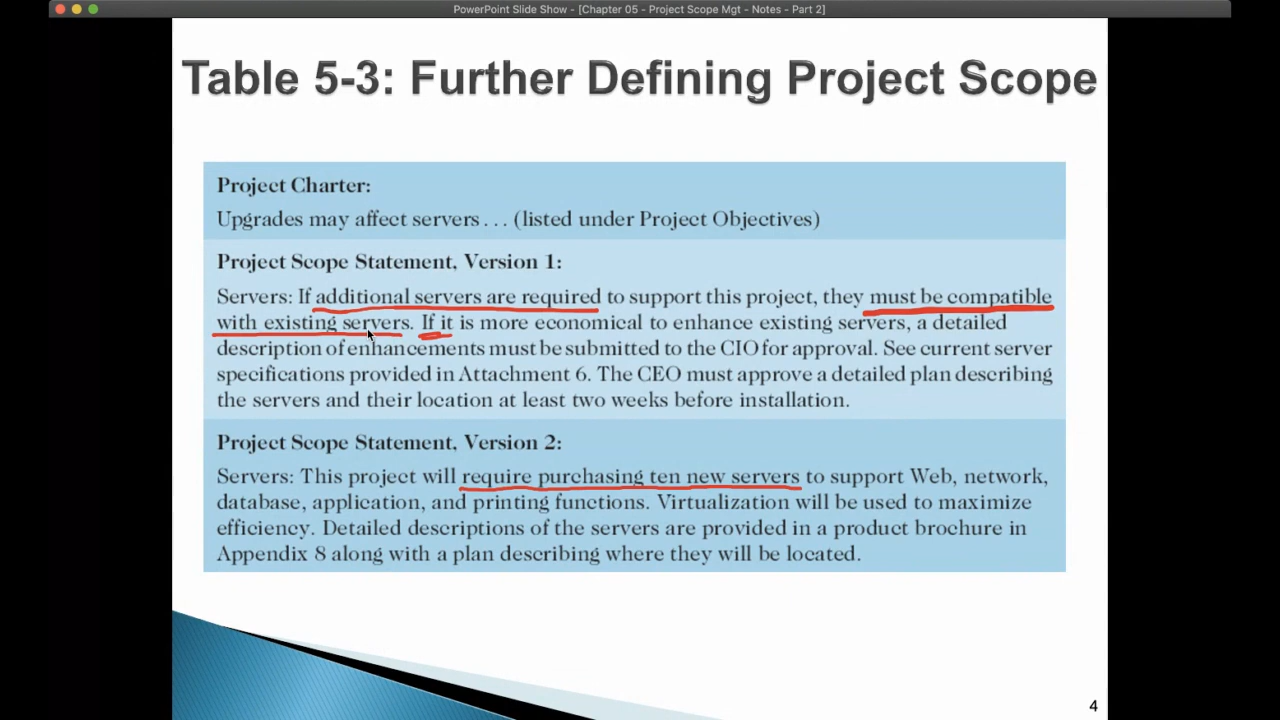 PowerPoint Slide Show - [Chapter 05 - Project Scope Mgt - Notes - Part 2]
Table 5-3: Further Defining Project Scope
Project Charter:
Upgrades may affect servers . . . (listed under Project Objectives)
Project Scope Statement, Version 1:
Servers: If additional servers are required to support this project, they must be compatible
with existing servers. If it is more economical to enhance existing servers, a detailed
description of enhancements must be submitted to the CIO for approval. See current server
specifications provided in Attachment 6. The CEO must approve a detailed plan describing
the servers and their location at least two weeks before installation.
Project Scope Statement, Version 2:
Servers: This project will require purchasing ten new servers to support Web, network,
database, application, and printing functions. Virtualization will be used to maximize
efficiency. Detailed descriptions of the servers are provided in a product brochure in
Appendix 8 along with a plan describing where they will be located.
4